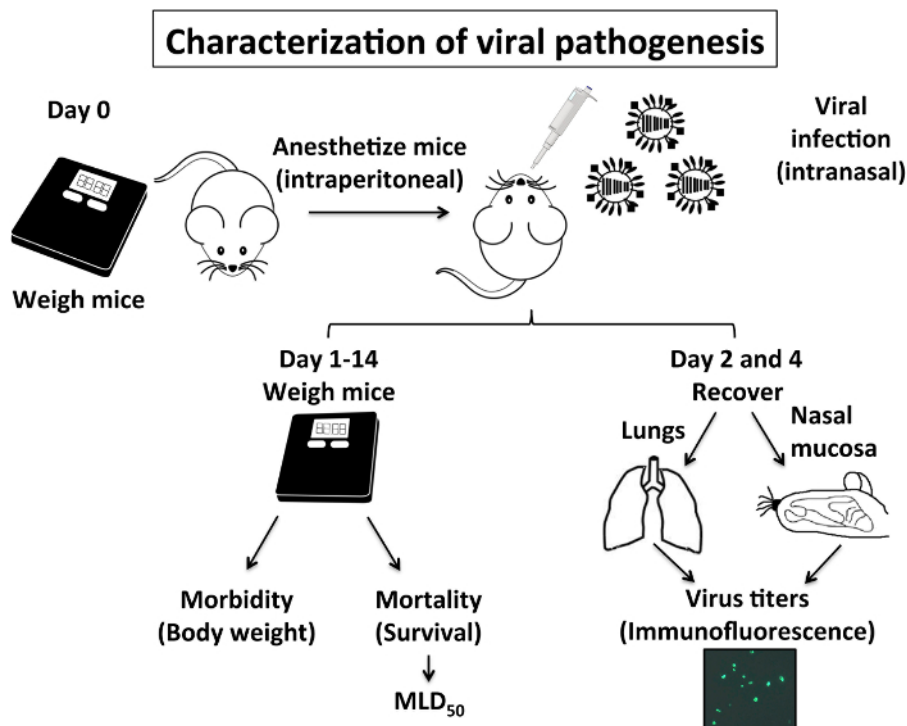 Characterization of viral pathogenesis
Day 0
Weigh mice
Anesthetize mice
(intraperitoneal)
Viral
infection
(intranasal)
Day 1-14
Weigh mice
Morbidity
(Body weight)
Mortality
(Survival)
MLD50
Day 2 and 4
Recover
Lungs
Nasal
mucosa
Virus titers
(Immunofluorescence)